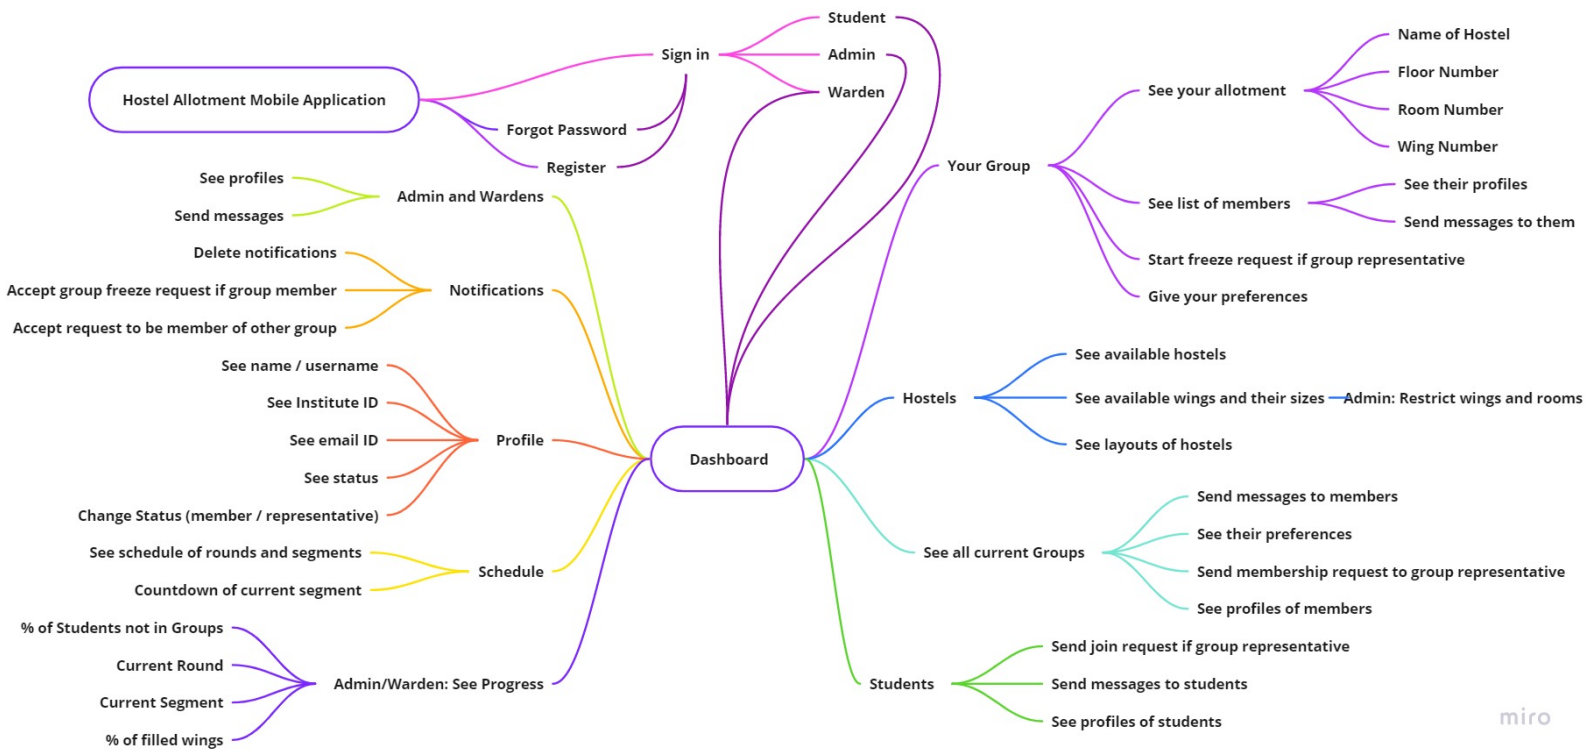 Hostel Allotment Mobile Application
Sign in
Student
Admin
Warden
Forgot Password
Register
Dashboard
Admin and Wardens
See profiles
Send messages
Notifications
Delete notifications
Accept group freeze request if group member
Accept request to be member of other group
Profile
See name / username
See Institute ID
See email ID
See status
Change Status (member / representative)
Schedule
See schedule of rounds and segments
Countdown of current segment
Admin/Warden: See Progress
% of Students not in Groups
Current Round
Current Segment
% of filled wings
Your Group
See your allotment
Name of Hostel
Floor Number
Room Number
Wing Number
See list of members
See their profiles
Send messages to them
Start freeze request if group representative
Give your preferences
Hostels
See available hostels
See available wings and their sizes
Admin: Restrict wings and rooms
See layouts of hostels
See all current Groups
Send messages to members
See their preferences
Send membership request to group representative
See profiles of members
Students
Send join request if group representative
Send messages to students
See profiles of students
miro